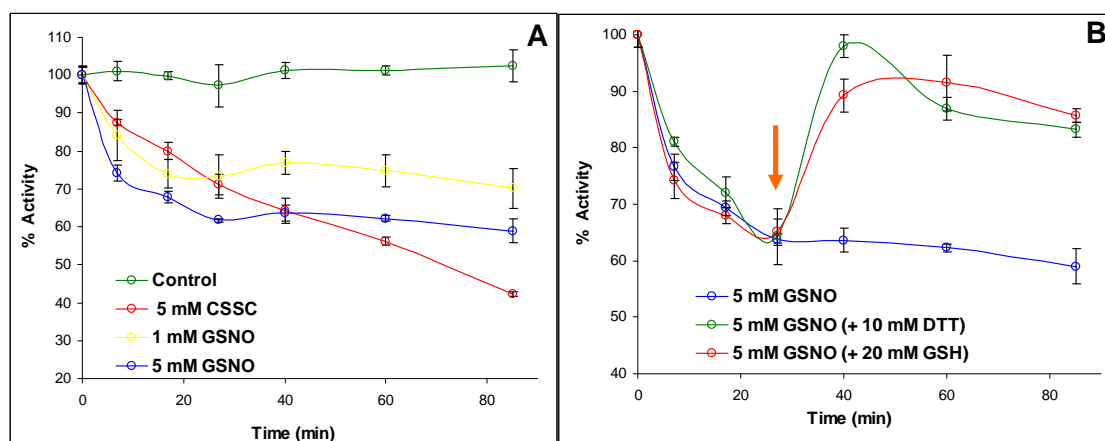 A
110
100
90
80
70
60
50
40
30
20
% Activity
Control
5 mM CSSC
1 mM GSNO
5 mM GSNO
0 20 40 60 80
Time (min)
B
100
90
80
70
60
50
40
% Activity
5 mM GSNO
5 mM GSNO (+ 10 mM DTT)
5 mM GSNO (+ 20 mM GSH)
0 20 40 60 80
Time (min)